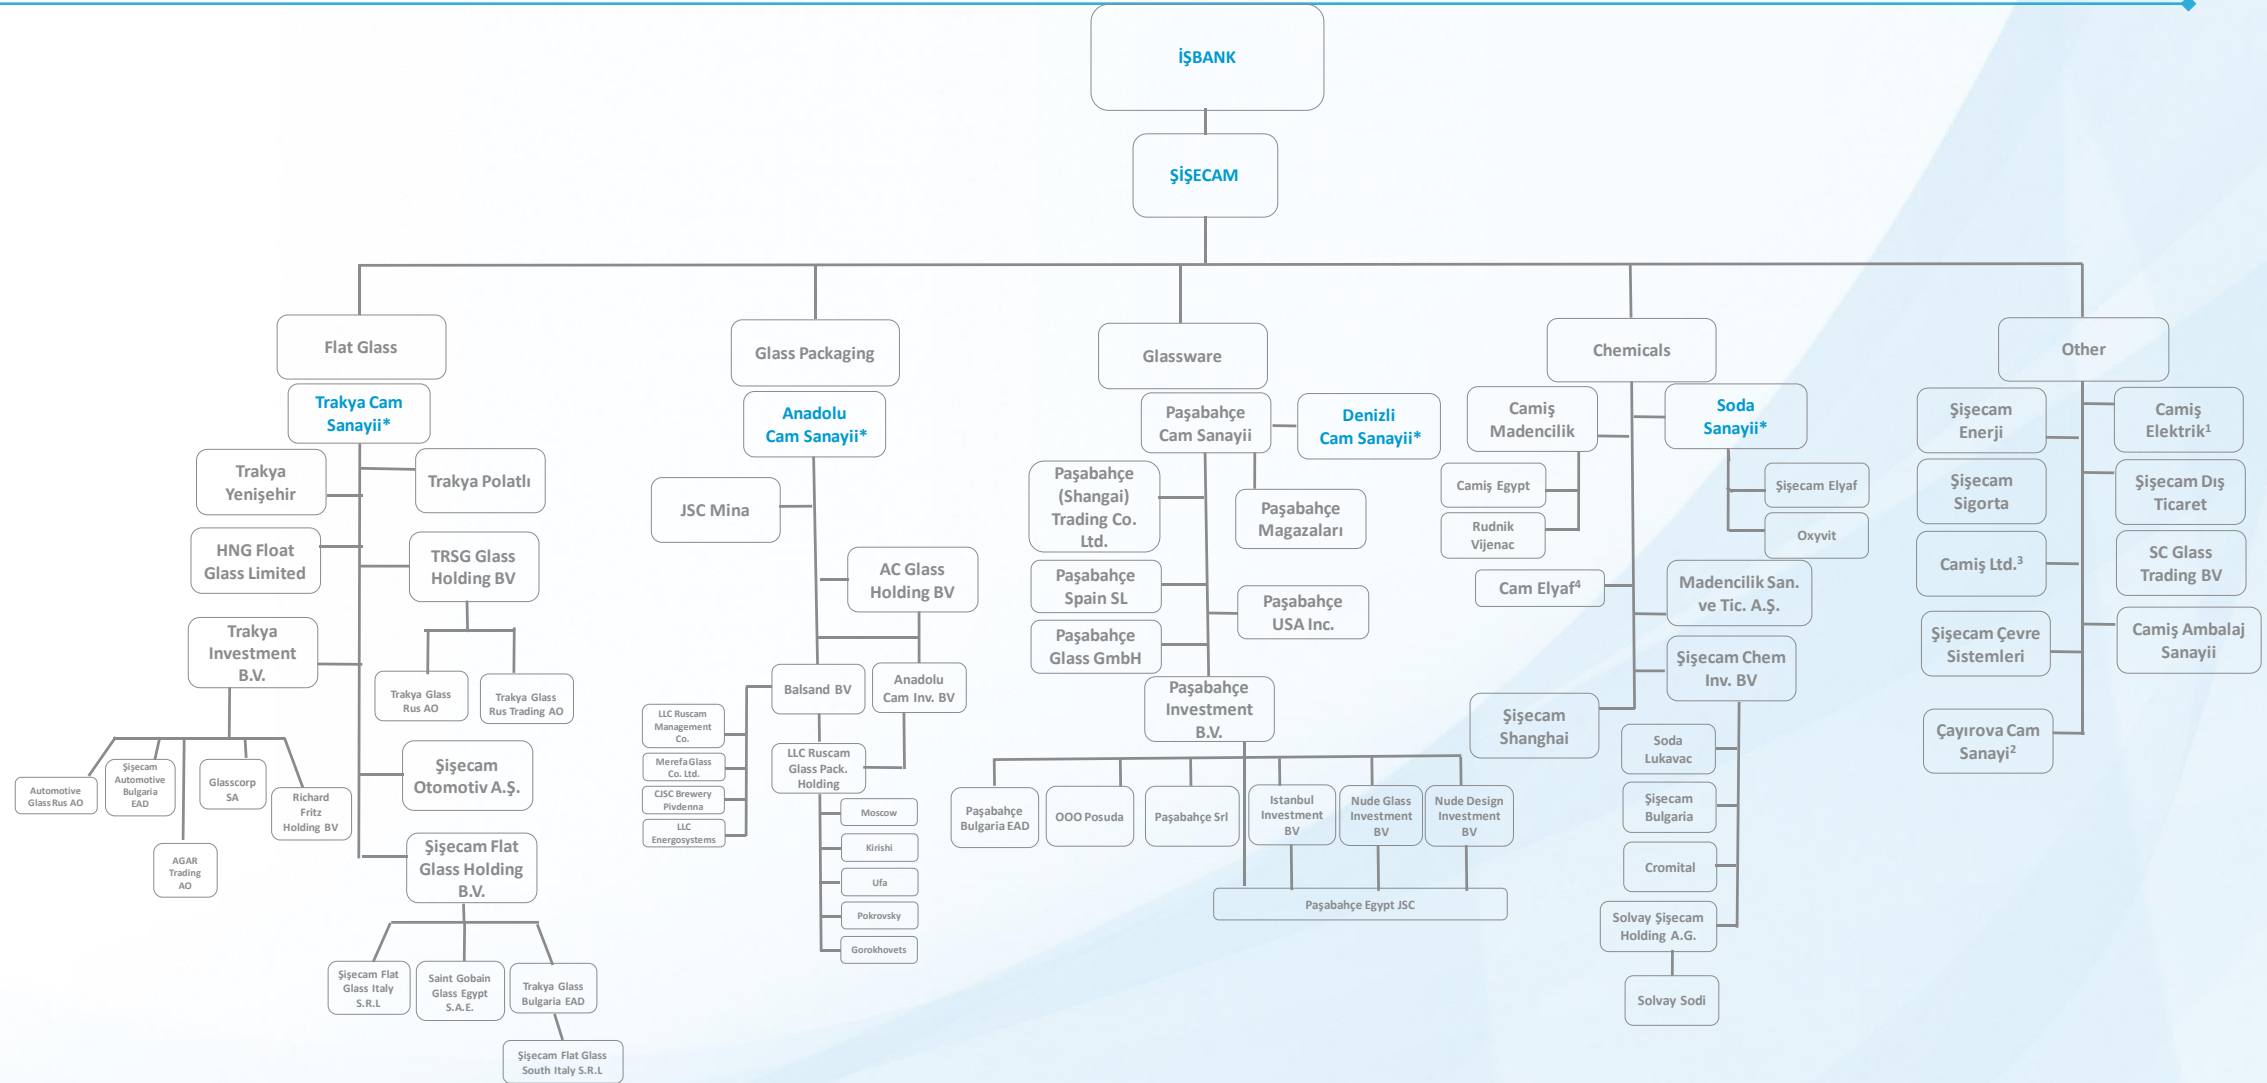 İŞBANK
ŞİŞECAM
Flat Glass
Trakya Cam
Sanayii*
Trakya
Yenişehir
Trakya Polatlı
HNG Float
Glass Limited
TRSG Glass
Holding BV
Trakya
Investment
B.V.
Trakya Glass
Rus AO
Trakya Glass
Rus Trading AO
Automotive
Glass Rus AO
Şişecam
Automotive
Bulgaria
EAD
Glasscorp
SA
Richard
Fritz
Holding BV
AGAR
Trading
AO
Şişecam
Otomotiv A.Ş.
Şişecam Flat
Glass Holding
B.V.
Şişecam Flat
Glass Italy
S.R.L
Saint Gobain
Glass Egypt
S.A.E.
Trakya Glass
Bulgaria EAD
Şişecam Flat Glass
South Italy S.R.L
Glass Packaging
Anadolu
Cam Sanayii*
JSC Mina
AC Glass
Holding BV
Balsand BV
Anadolu
Cam Inv. BV
LLC Ruscam
Management
Co.
Merefa Glass
Co. Ltd.
CJSC Brewery
Pivdenna
LLC
Energosystems
LLC Ruscam
Glass Pack.
Holding
Moscow
Kirishi
Ufa
Pokrovsky
Gorokhovets
Glassware
Paşabahçe
Cam Sanayii
Denizli
Cam Sanayii*
Paşabahçe
(Shangai)
Trading Co.
Ltd.
Paşabahçe
Magazaları
Paşabahçe
Spain SL
Paşabahçe
USA Inc.
Paşabahçe
Glass GmbH
Paşabahçe
Investment
B.V.
Paşabahçe
Bulgaria EAD
OOO Posuda
Paşabahçe Srl
Istanbul
Investment
BV
Nude Glass
Investment
BV
Nude Design
Investment
BV
Paşabahçe Egypt JSC
Chemicals
Camiş
Madencilik
Soda
Sanayii*
Camiş Egypt
Rudnik
Vijenac
Şişecam Elyaf
Oxyvit
Cam Elyaf⁴
Madencilik San.
ve Tic. A.Ş.
Şişecam Chem
Inv. BV
Şişecam
Shanghai
Soda
Lukavac
Şişecam
Bulgaria
Cromital
Solvay Şişecam
Holding A.G.
Solvay Sodi
Other
Şişecam
Enerji
Camiş
Elektrik¹
Şişecam
Sigorta
Şişecam Dış
Ticaret
Camiş Ltd.³
SC Glass
Trading BV
Şişecam Çevre
Sistemleri
Camiş Ambalaj
Sanayii
Çayırova Cam
Sanayi²